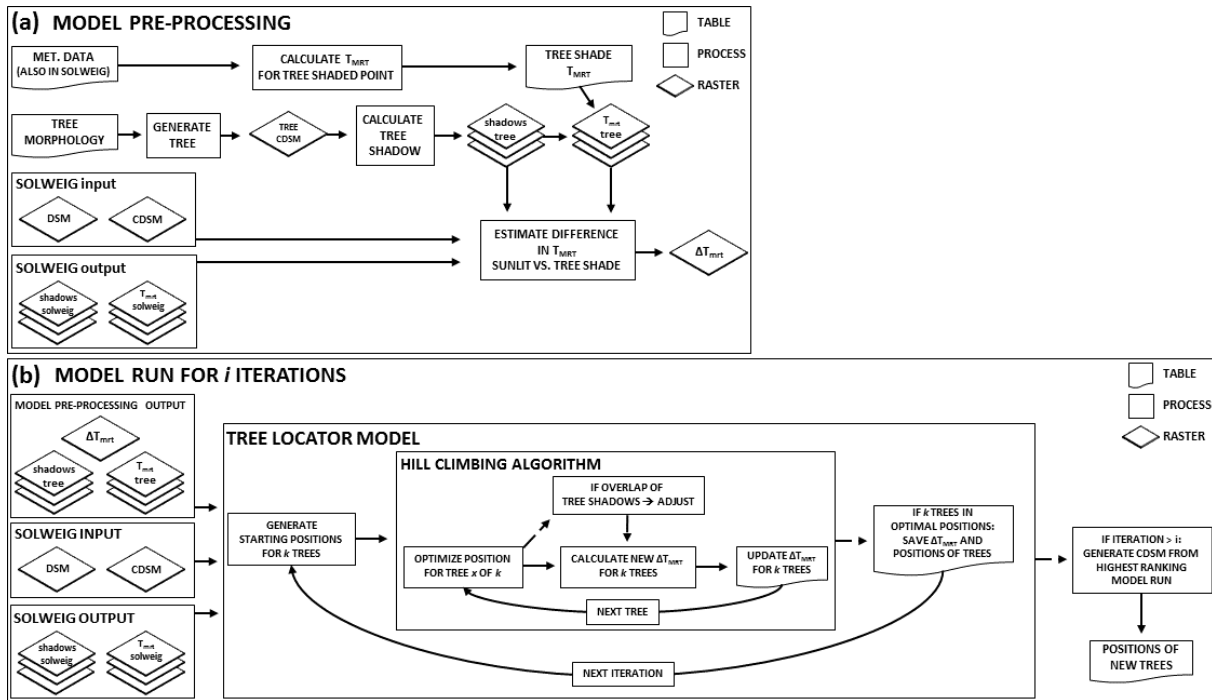 (a) MODEL PRE-PROCESSING
TABLE
PROCESS
RASTER
MET. DATA
(ALSO IN SOLWEIG)
CALCULATE TMRT
FOR TREE SHADED POINT
TREE SHADE
TMRT
TREE
MORPHOLOGY
GENERATE
TREE
TREE
CDSM
CALCULATE
TREE
SHADOW
shadows
tree
Tmrt
tree
SOLWEIG input
DSM
CDSM
ESTIMATE DIFFERENCE
IN TMRT
SUNLIT VS. TREE SHADE
ΔTmrt
SOLWEIG output
shadows
solweig
Tmrt
solweig
(b) MODEL RUN FOR i ITERATIONS
TABLE
PROCESS
RASTER
MODEL PRE-PROCESSING OUTPUT
ΔTmrt
shadows
tree
Tmrt
tree
SOLWEIG INPUT
DSM
CDSM
SOLWEIG OUTPUT
shadows
solweig
Tmrt
solweig
TREE LOCATOR MODEL
GENERATE
STARTING POSITIONS
FOR k TREES
HILL CLIMBING ALGORITHM
IF OVERLAP OF
TREE SHADOWS → ADJUST
OPTIMIZE POSITION
FOR TREE x OF k
CALCULATE NEW ΔTMRT
FOR k TREES
UPDATE ΔTMRT
FOR k TREES
NEXT TREE
NEXT ITERATION
IF k TREES IN
OPTIMAL POSITIONS:
SAVE ΔTMRT AND
POSITIONS OF TREES
IF ITERATION > i:
GENERATE CDSM FROM
HIGHEST RANKING
MODEL RUN
POSITIONS OF
NEW TREES